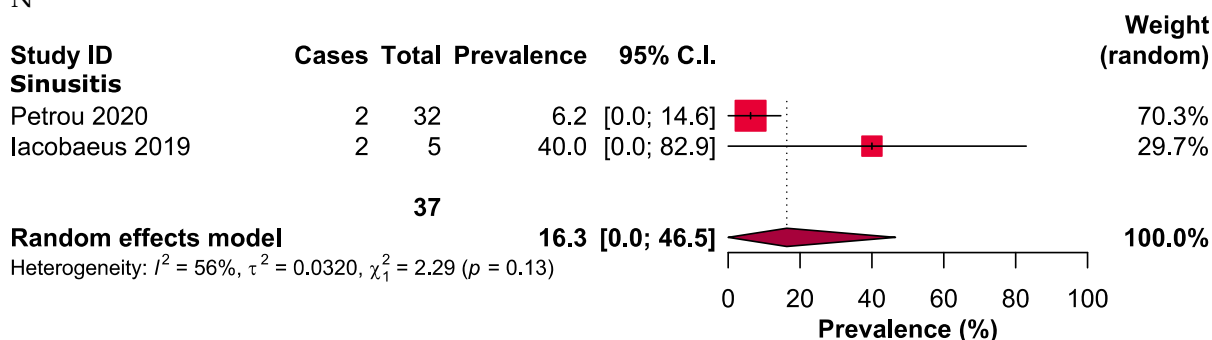 N
Weight
Study ID Cases Total Prevalence 95% C.I. (random)
Sinusitis
Petrou 2020 2 32 6.2 [0.0; 14.6] 70.3%
Iacobaeus 2019 2 5 40.0 [0.0; 82.9] 29.7%
37
Random effects model 16.3 [0.0; 46.5] 100.0%
Heterogeneity: I² = 56%, τ² = 0.0320, χ²₁ = 2.29 (p = 0.13)
0 20 40 60 80 100
Prevalence (%)